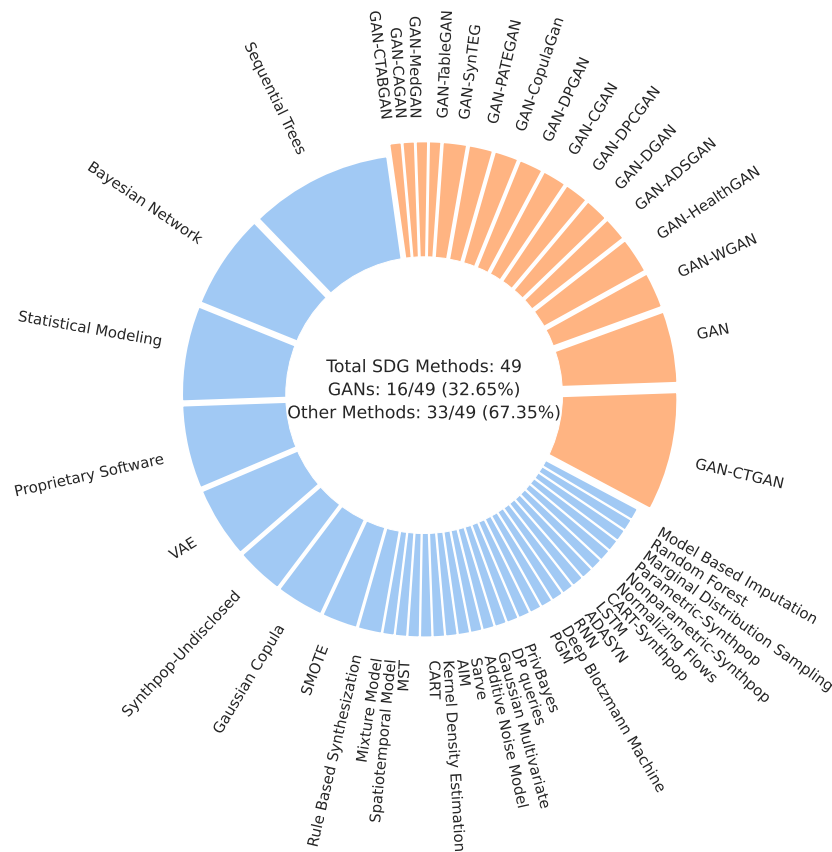 GAN-CTABGAN
GAN-CAGAN
GAN-MedGAN
GAN-TableGAN
GAN-SynTEG
GAN-PATEGAN
GAN-CopulaGan
GAN-DPGAN
GAN-CGAN
GAN-DPCGAN
GAN-DGAN
GAN-ADSGAN
GAN-HealthGAN
GAN-WGAN
GAN
GAN-CTGAN
Sequential Trees
Bayesian Network
Statistical Modeling
Proprietary Software
VAE
Synthpop-Undisclosed
Gaussian Copula
SMOTE
Rule Based Synthesization
Mixture Model
Spatiotemporal Model
MST
CART
Kernel Density Estimation
AIM
Sarve
Additive Noise Model
Gaussian Multivariate
DP queries
PrivBayes
PGM
Deep Blotzmann Machine
RNN
ADASYN
LSTM
CART-Synthpop
Normalizing Flows
Nonparametric-Synthpop
Parametric-Synthpop
Marginal Distribution Sampling
Random Forest
Model Based Imputation
Total SDG Methods: 49
GANs: 16/49 (32.65%)
Other Methods: 33/49 (67.35%)